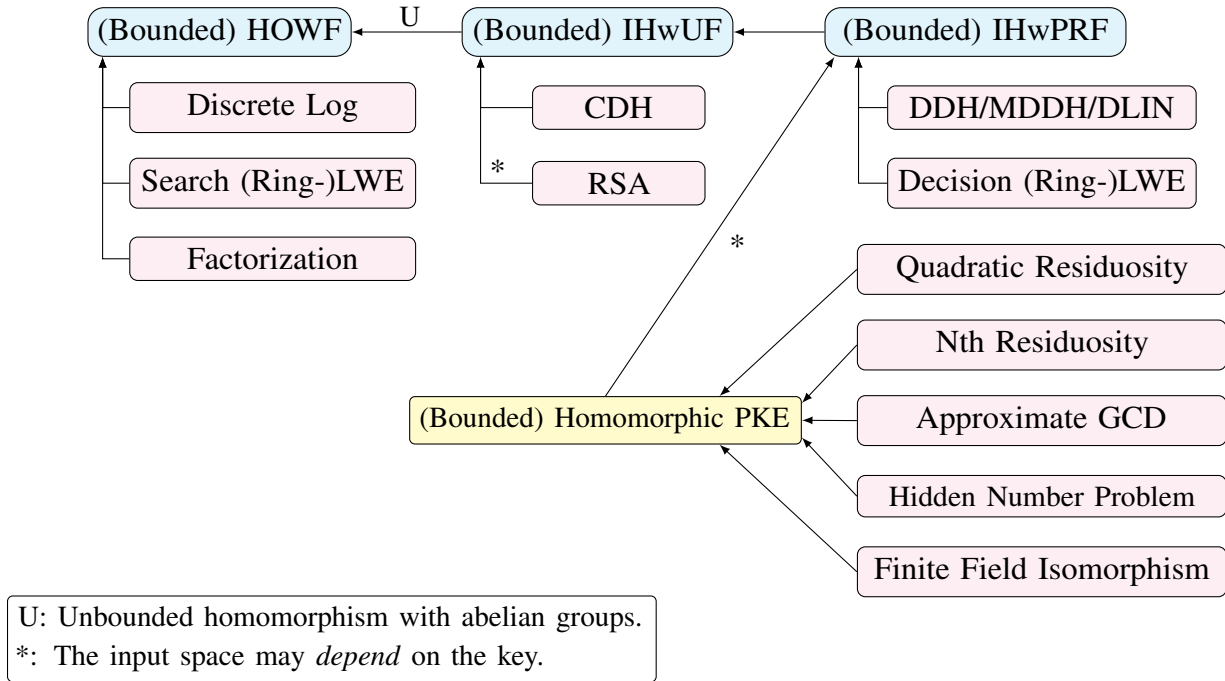 (Bounded) HOWF
U
(Bounded) IHwUF
(Bounded) IHwPRF
Discrete Log
CDH
DDH/MDDH/DLIN
Search (Ring-)LWE
*
RSA
Decision (Ring-)LWE
Factorization
*
Quadratic Residuosity
Nth Residuosity
(Bounded) Homomorphic PKE
Approximate GCD
Hidden Number Problem
Finite Field Isomorphism
U: Unbounded homomorphism with abelian groups.
*: The input space may depend on the key.